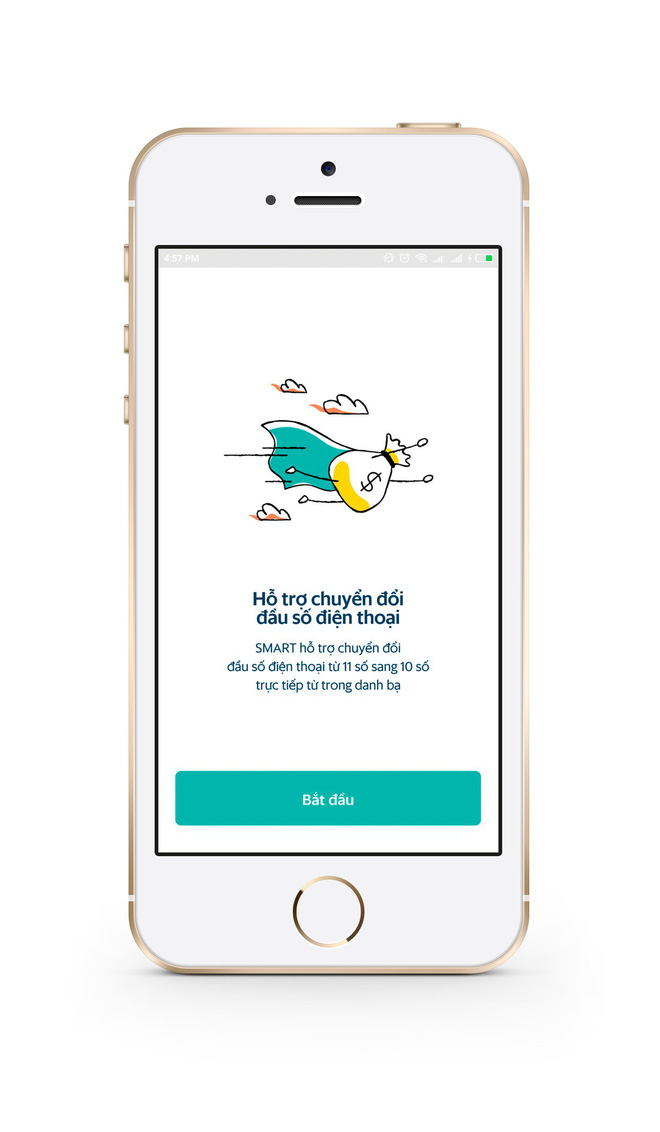 4:57 PM
$
Hỗ trợ chuyển đổi
đầu số điện thoại
SMART hỗ trợ chuyển đổi
đầu số điện thoại từ 11 số sang 10 số
trực tiếp từ trong danh bạ
Bắt đầu